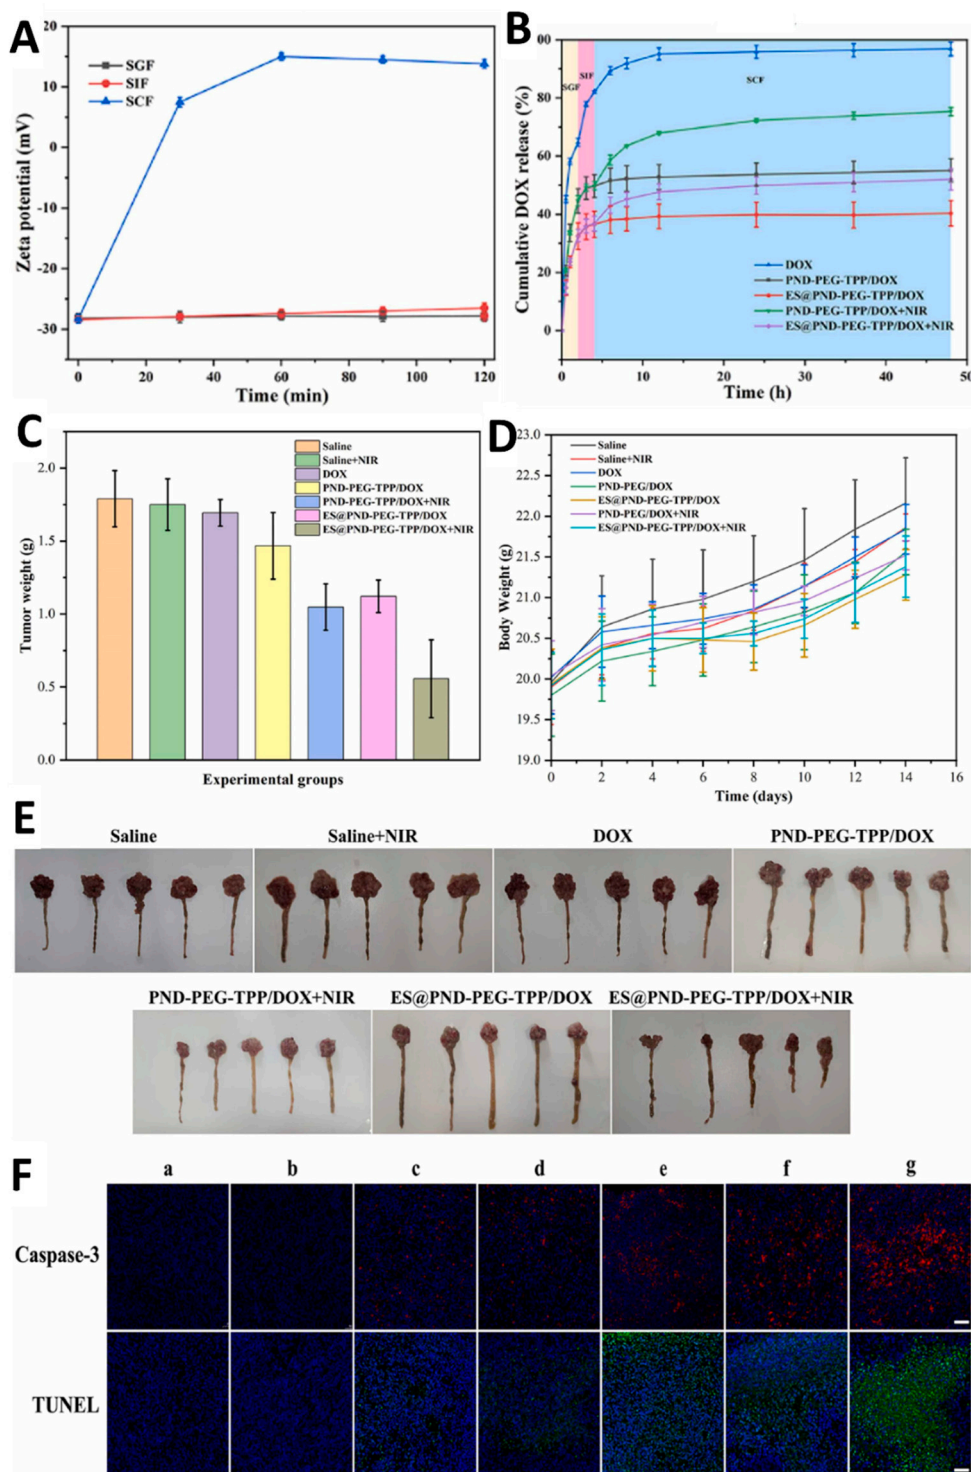 A
20
10
0
-10
-20
-30
Zeta potential (mV)
SGF
SIF
SCF
0 20 40 60 80 100 120
Time (min)
B
00
80
60
40
20
0
Cumulative DOX release (%)
SGF
SIF
SCF
DOX
PND-PEG-TPP/DOX
ES@PND-PEG-TPP/DOX
PND-PEG-TPP/DOX+NIR
ES@PND-PEG-TPP/DOX+NIR
0 10 20 30 40 50
Time (h)
C
2.0
1.5
1.0
0.5
0.0
Tumor weight (g)
Saline
Saline+NIR
DOX
PND-PEG-TPP/DOX
PND-PEG-TPP/DOX+NIR
ES@PND-PEG-TPP/DOX
ES@PND-PEG-TPP/DOX+NIR
Experimental groups
D
23.0
22.5
22.0
21.5
21.0
20.5
20.0
19.5
19.0
Body Weight (g)
Saline
Saline+NIR
DOX
PND-PEG/DOX
ES@PND-PEG-TPP/DOX
PND-PEG/DOX+NIR
ES@PND-PEG-TPP/DOX+NIR
0 2 4 6 8 10 12 14 16
Time (days)
E
Saline Saline+NIR DOX PND-PEG-TPP/DOX
PND-PEG-TPP/DOX+NIR ES@PND-PEG-TPP/DOX ES@PND-PEG-TPP/DOX+NIR
F
a b c d e f g
Caspase-3
TUNEL